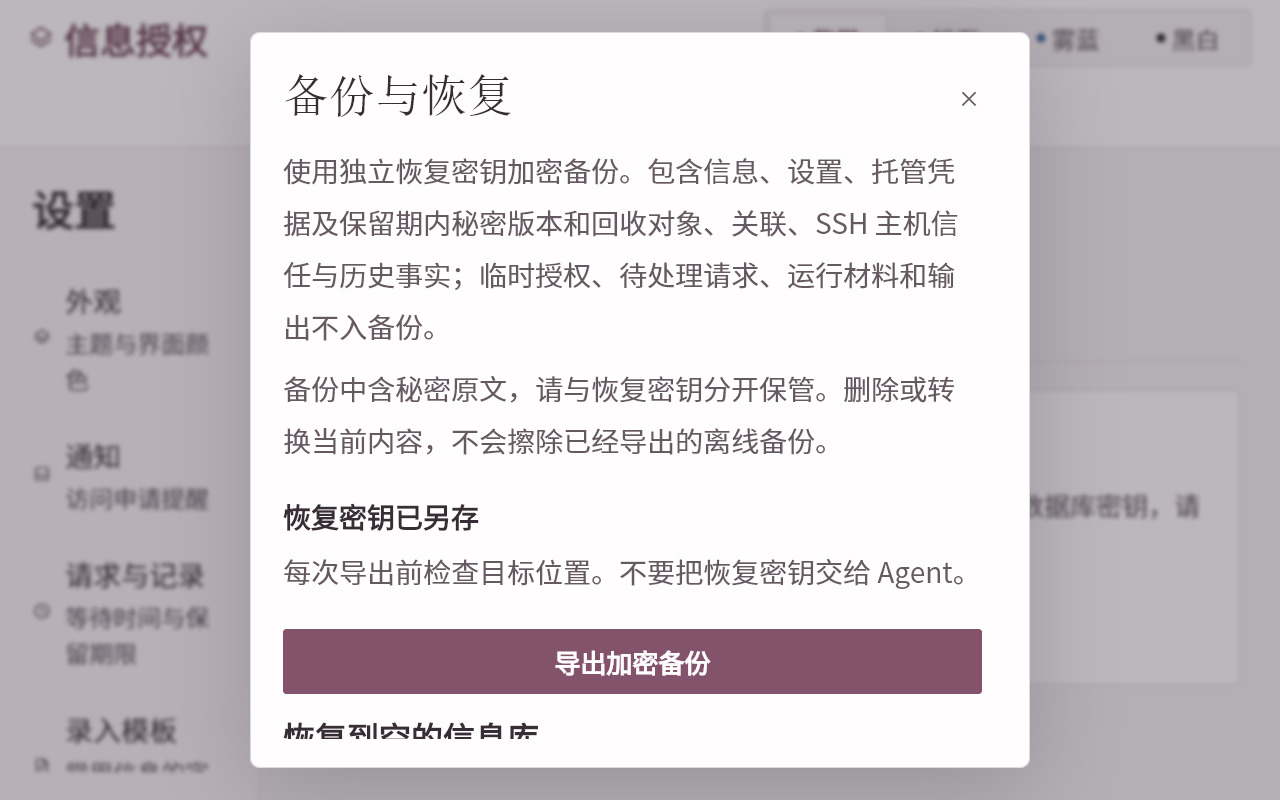 信息授权
雾蓝
黑白
设置
外观
主题与界面颜
色
通知
访问申请提醒
请求与记录
等待时间与保
留期限
录入模板
数据库密钥，请
备份与恢复
×
使用独立恢复密钥加密备份。包含信息、设置、托管凭
据及保留期内秘密版本和回收对象、关联、SSH 主机信
任与历史事实；临时授权、待处理请求、运行材料和输
出不入备份。
备份中含秘密原文，请与恢复密钥分开保管。删除或转
换当前内容，不会擦除已经导出的离线备份。
恢复密钥已另存
每次导出前检查目标位置。不要把恢复密钥交给 Agent。
导出加密备份
恢复到空的信息库